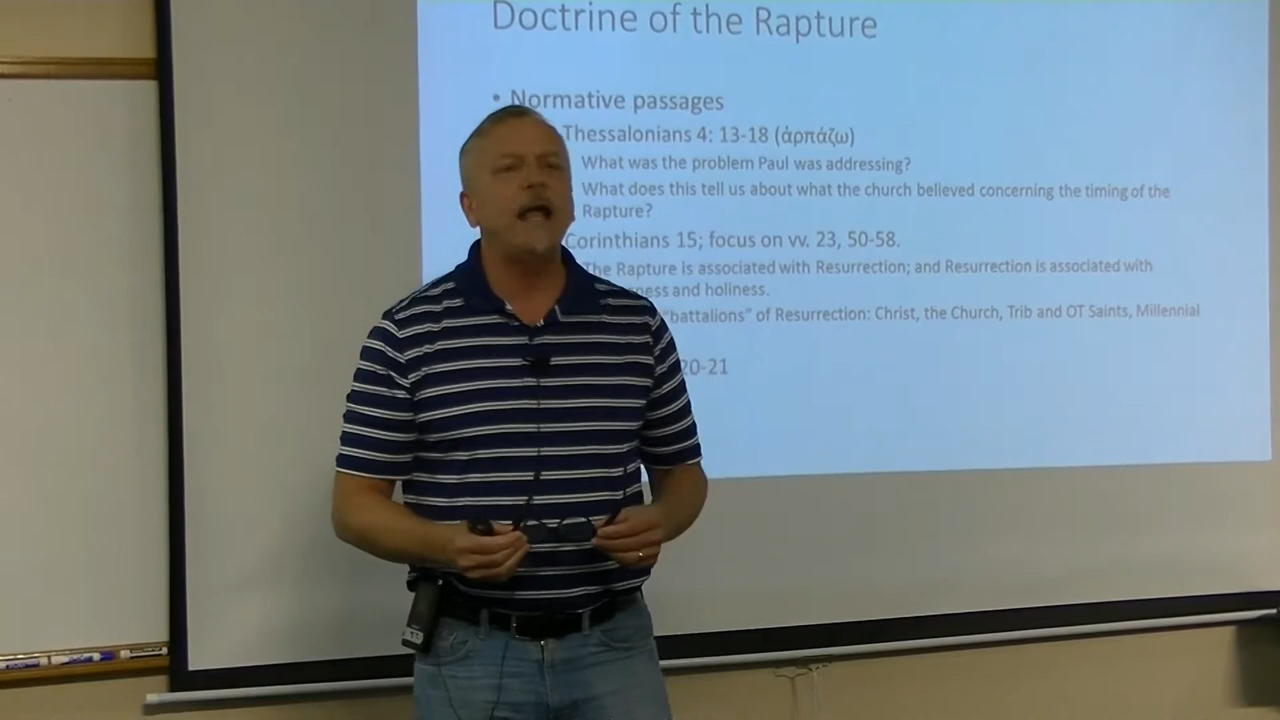 Doctrine of the Rapture
• Normative passages
Thessalonians 4: 13-18 (ἁρπάζω)
What was the problem Paul was addressing?
What does this tell us about what the church believed concerning the timing of the
Rapture?
Corinthians 15; focus on vv. 23, 50-58.
The Rapture is associated with Resurrection; and Resurrection is associated with
and holiness.
"battalions" of Resurrection: Christ, the Church, Trib and OT Saints, Millennial
20-21